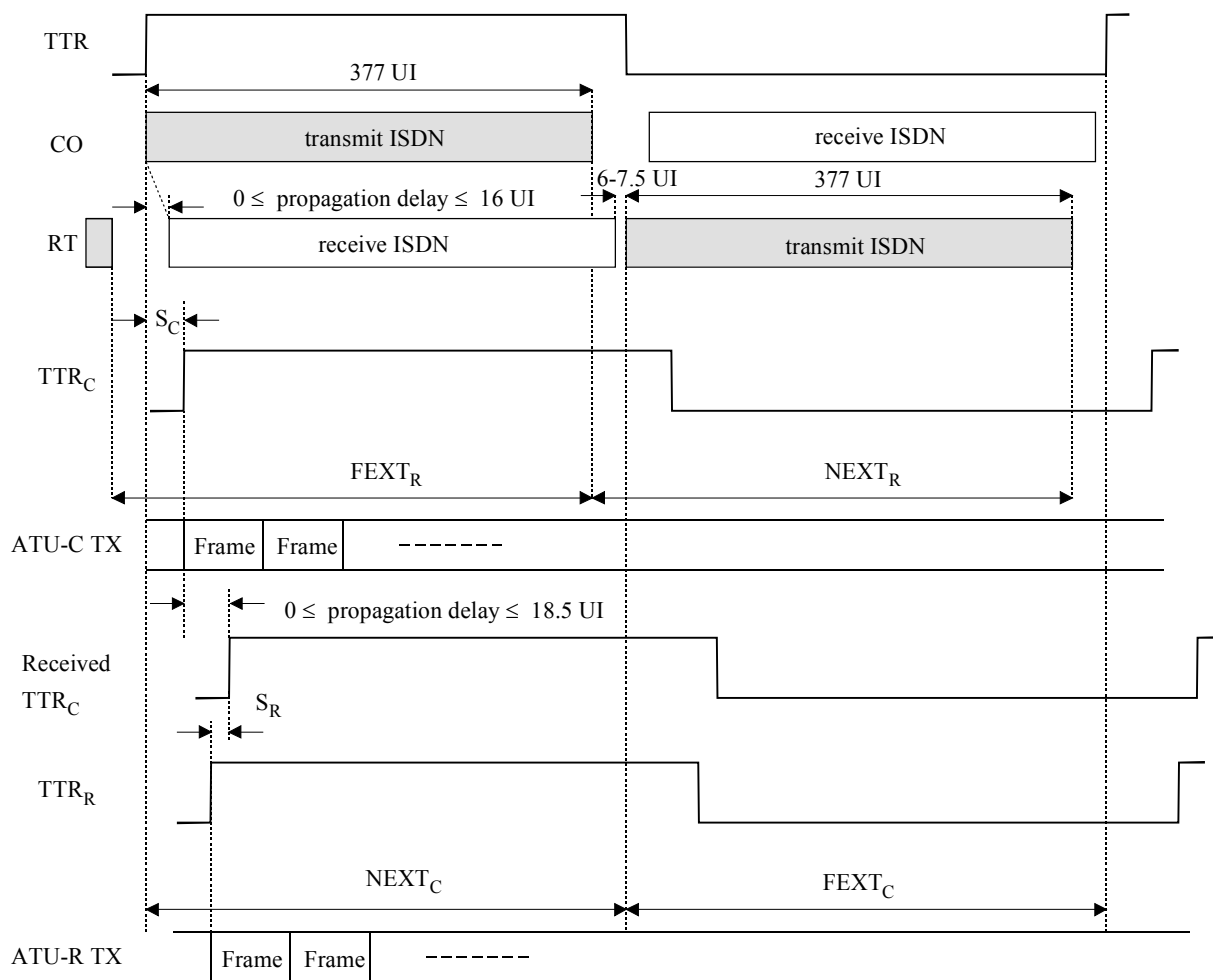 TTR
377 UI
CO
transmit ISDN
receive ISDN
6-7.5 UI
377 UI
0 ≤ propagation delay ≤ 16 UI
RT
receive ISDN
transmit ISDN
S_C
TTR_C
FEXT_R
NEXT_R
ATU-C TX
Frame
Frame
0 ≤ propagation delay ≤ 18.5 UI
Received
TTR_C
S_R
TTR_R
NEXT_C
FEXT_C
ATU-R TX
Frame
Frame